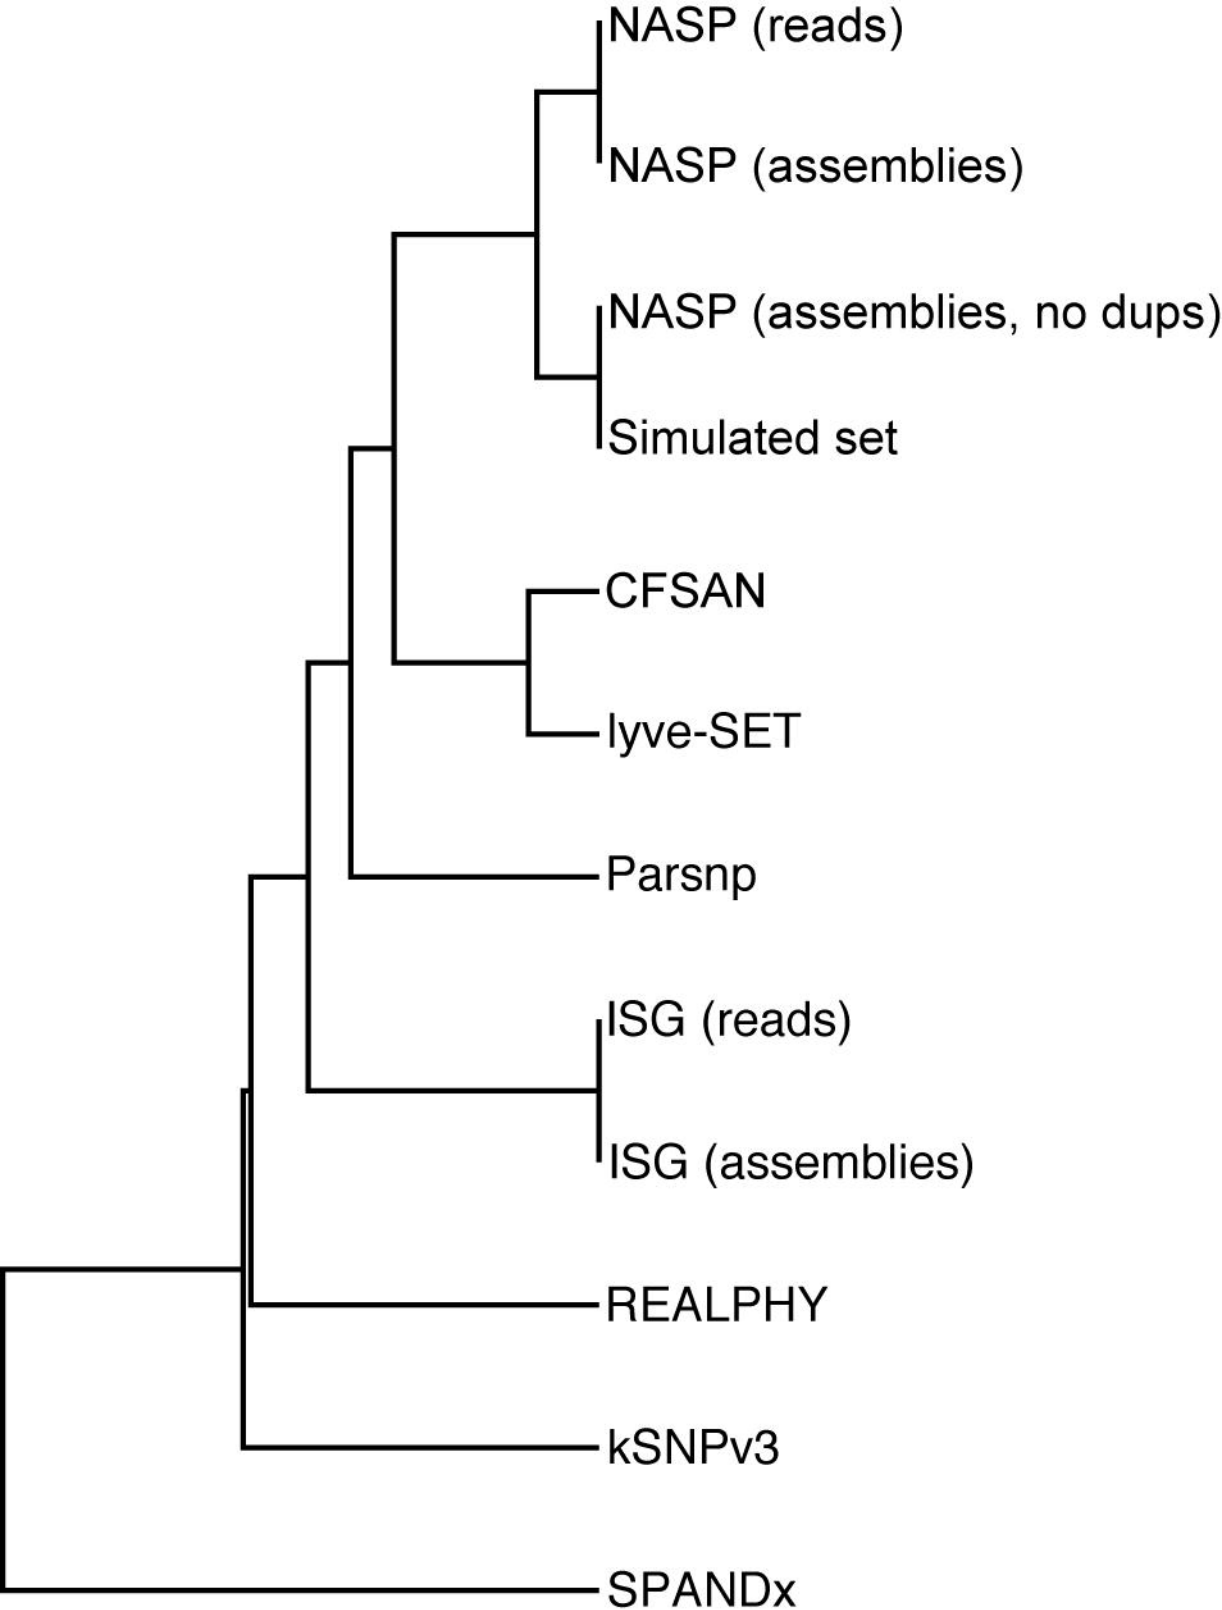 NASP (reads)
NASP (assemblies)
NASP (assemblies, no dups)
Simulated set
CFSAN
lyve-SET
Parsnp
ISG (reads)
ISG (assemblies)
REALPHY
kSNPv3
SPANDx